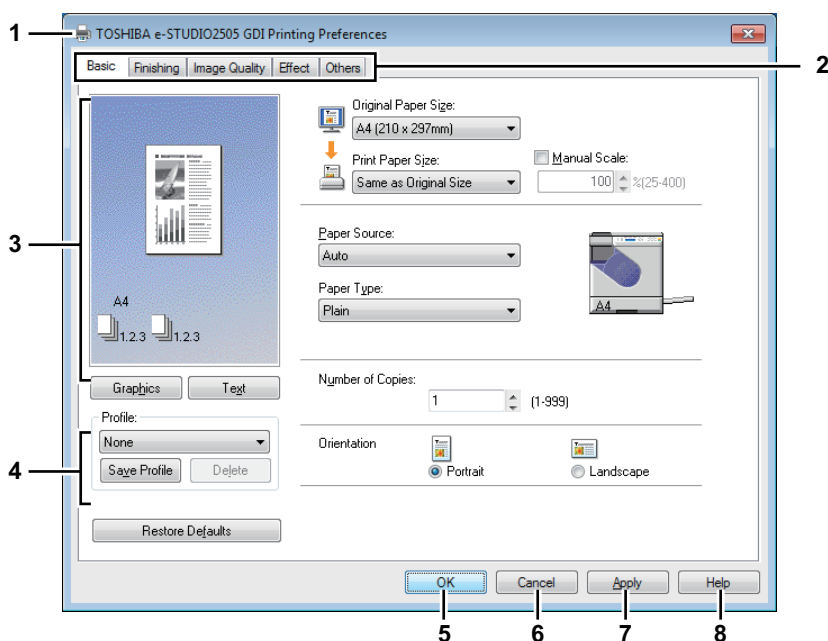 1
TOSHIBA e-STUDIO2505 GDI Printing Preferences
Basic Finishing Image Quality Effect Others
2
3
A4
1.2.3 1.2.3
Graphics Text
4
Profile:
None
Save Profile Delete
Restore Defaults
Original Paper Size:
A4 (210 x 297mm)
Print Paper Size:
Same as Original Size
Manual Scale:
100 %(25-400)
Paper Source:
Auto
Paper Type:
Plain
A4
Number of Copies:
1 (1-999)
Orientation
Portrait Landscape
OK Cancel Apply Help
5 6 7 8